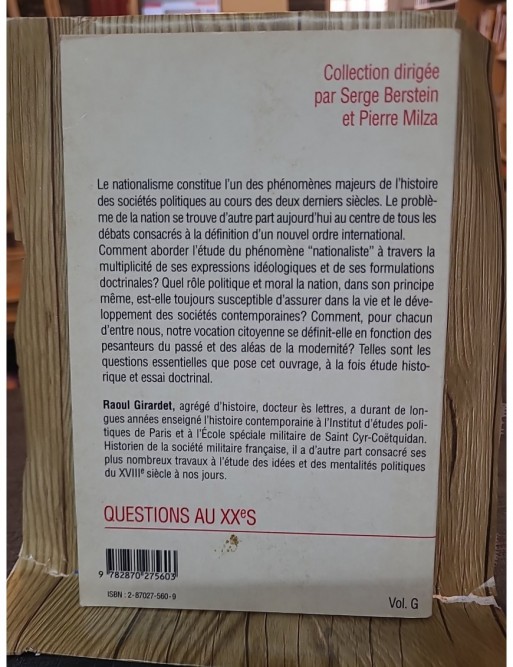 Collection dirigée
par Serge Berstein
et Pierre Milza
Le nationalisme constitue l'un des phénomènes majeurs de l'histoire
des sociétés politiques au cours des deux derniers siècles. Le problè-
me de la nation se trouve d'autre part aujourd'hui au centre de tous les
débats consacrés à la définition d'un nouvel ordre international.
Comment aborder l'étude du phénomène "nationaliste" à travers la
multiplicité de ses expressions idéologiques et de ses formulations
doctrinales? Quel rôle politique et moral la nation, dans son principe
même, est-elle toujours susceptible d'assurer dans la vie et le déve-
loppement des sociétés contemporaines? Comment, pour chacun
d'entre nous, notre vocation citoyenne se définit-elle en fonction des
pesanteurs du passé et des aléas de la modernité? Telles sont les
questions essentielles que pose cet ouvrage, à la fois étude histo-
rique et essai doctrinal.
Raoul Girardet, agrégé d'histoire, docteur ès lettres, a durant de lon-
gues années enseigné l'histoire contemporaine à l'Institut d'études poli-
tiques de Paris et à l'École spéciale militaire de Saint Cyr-Coëtquidan.
Historien de la société militaire française, il a d'autre part consacré ses
plus nombreux travaux à l'étude des idées et des mentalités politiques
du XVIIIe siècle à nos jours.
QUESTIONS AU XXeS
9 782870 275603
ISBN : 2-87027-560-9
Vol. G